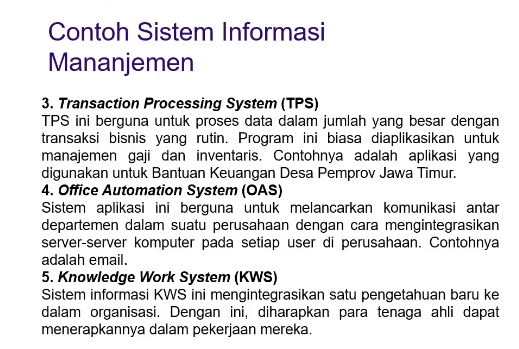 Contoh Sistem Informasi
Mananjemen
3. Transaction Processing System (TPS)
TPS ini berguna untuk proses data dalam jumlah yang besar dengan
transaksi bisnis yang rutin. Program ini biasa diaplikasikan untuk
manajemen gaji dan inventaris. Contohnya adalah aplikasi yang
digunakan untuk Bantuan Keuangan Desa Pemprov Jawa Timur.
4. Office Automation System (OAS)
Sistem aplikasi ini berguna untuk melancarkan komunikasi antar
departemen dalam suatu perusahaan dengan cara mengintegrasikan
server-server komputer pada setiap user di perusahaan. Contohnya
adalah email.
5. Knowledge Work System (KWS)
Sistem informasi KWS ini mengintegrasikan satu pengetahuan baru ke
dalam organisasi. Dengan ini, diharapkan para tenaga ahli dapat
menerapkannya dalam pekerjaan mereka.